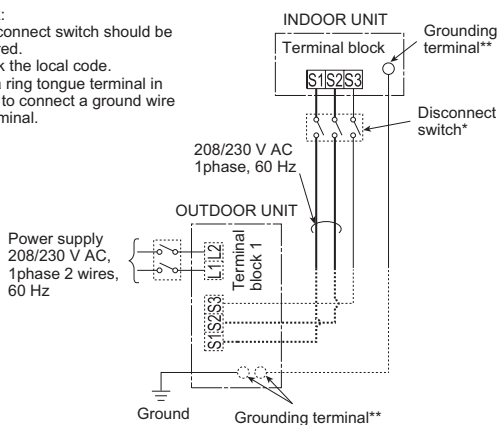 :
connect switch should be
red.
k the local code.
a ring tongue terminal in
to connect a ground wire
minal.
INDOOR UNIT
Terminal block
Grounding
terminal**
S1 S2 S3
Disconnect
switch*
208/230 V AC
1phase, 60 Hz
OUTDOOR UNIT
Power supply
208/230 V AC,
1phase 2 wires,
60 Hz
L1 L2
Terminal
block 1
S1 S2 S3
Ground
Grounding terminal**